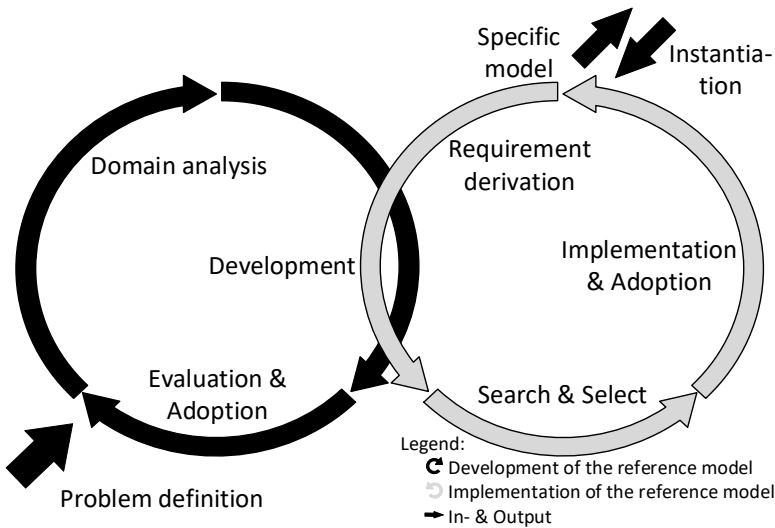 Specific
model
Instantia-
tion
Domain analysis
Requirement
derivation
Development
Implementation
& Adoption
Evaluation &
Adoption
Search & Select
Problem definition
Legend:
Development of the reference model
Implementation of the reference model
In- & Output